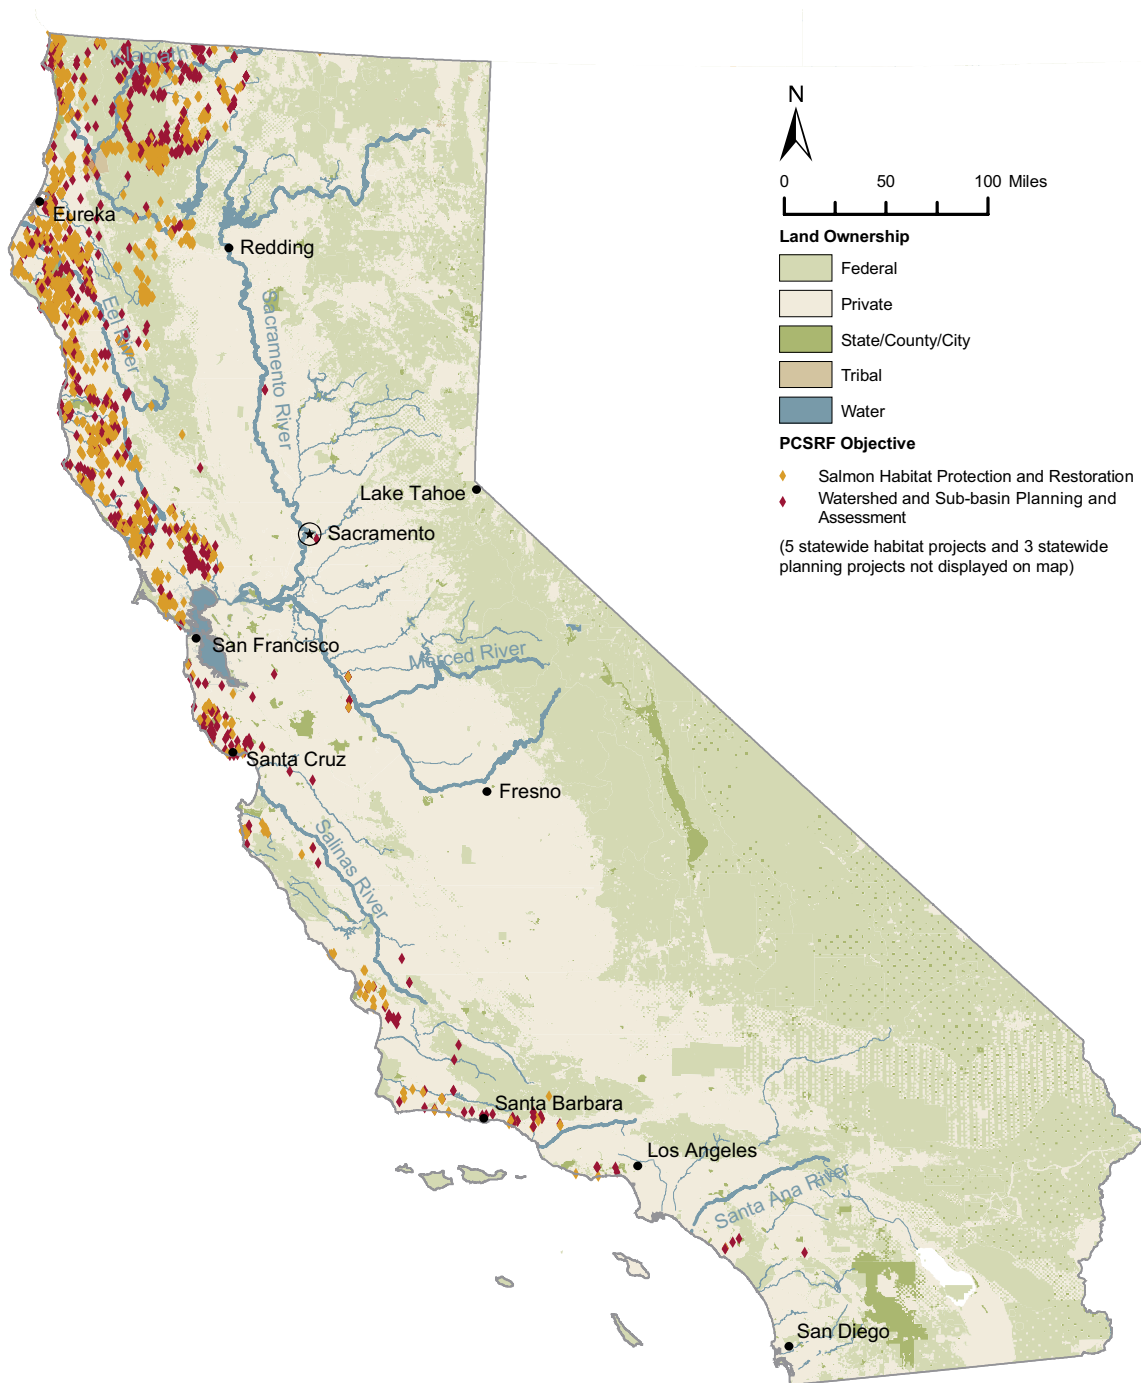 Klamath
N
0 50 100 Miles
Eureka
Land Ownership
Redding
Federal
Private
Eel River
Sacramento River
State/County/City
Tribal
Water
PCSRF Objective
Salmon Habitat Protection and Restoration
Watershed and Sub-basin Planning and
Assessment
Lake Tahoe
Sacramento
(5 statewide habitat projects and 3 statewide
planning projects not displayed on map)
San Francisco
Merced River
Santa Cruz
Fresno
Salinas River
Santa Barbara
Los Angeles
Santa Ana River
San Diego